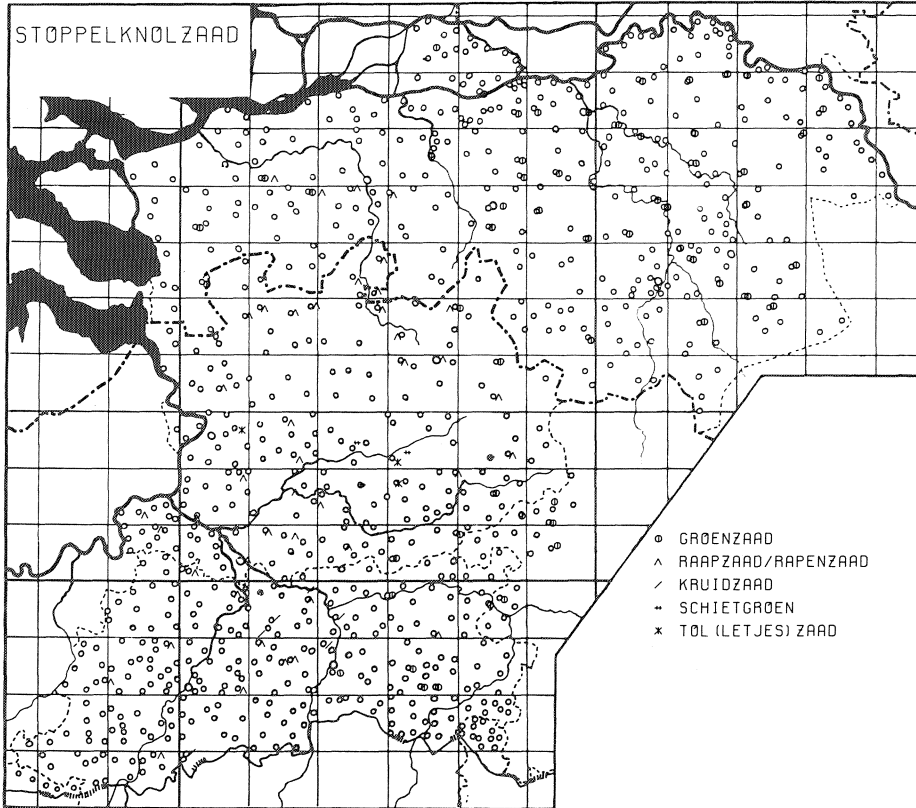 STOPPELKNOLZAAD
GROENZAAD
RAAPZAAD/RAPENZAAD
KRUIDZAAD
SCHIETGROEN
TOL(LETJES)ZAAD